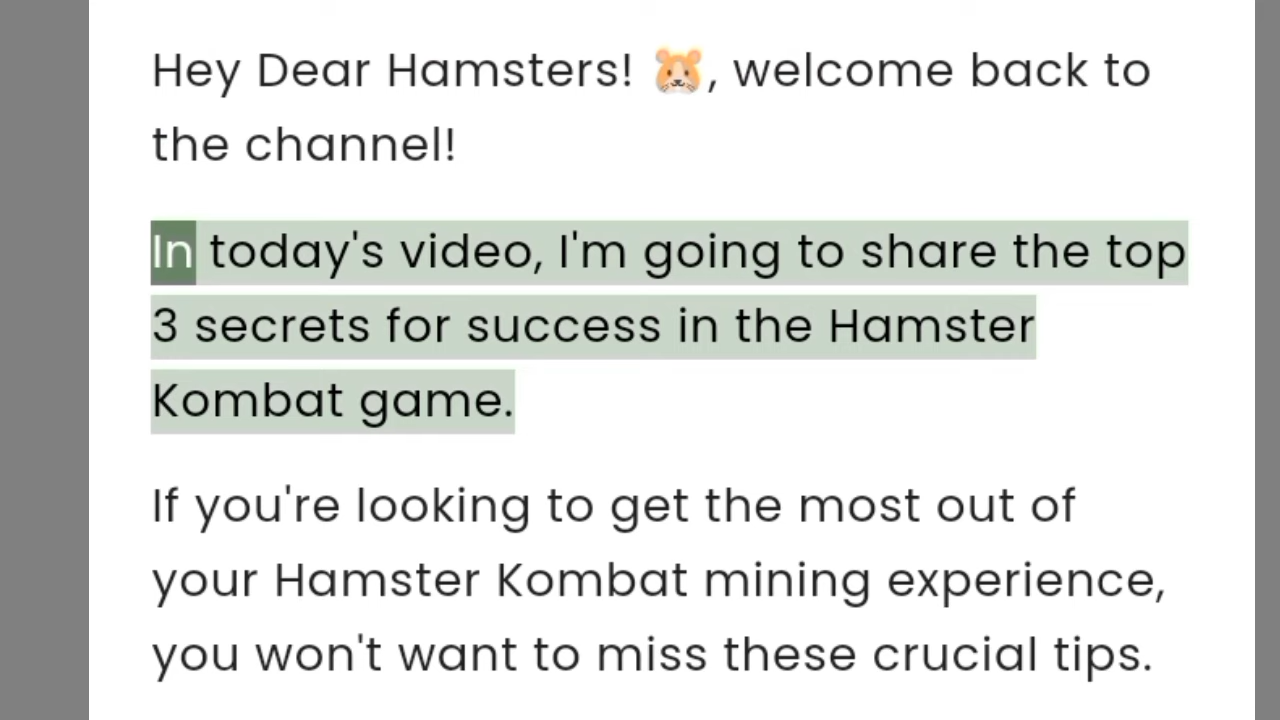 Hey Dear Hamsters! 🐹, welcome back to
the channel!
In today's video, I'm going to share the top
3 secrets for success in the Hamster
Kombat game.
If you're looking to get the most out of
your Hamster Kombat mining experience,
you won't want to miss these crucial tips.